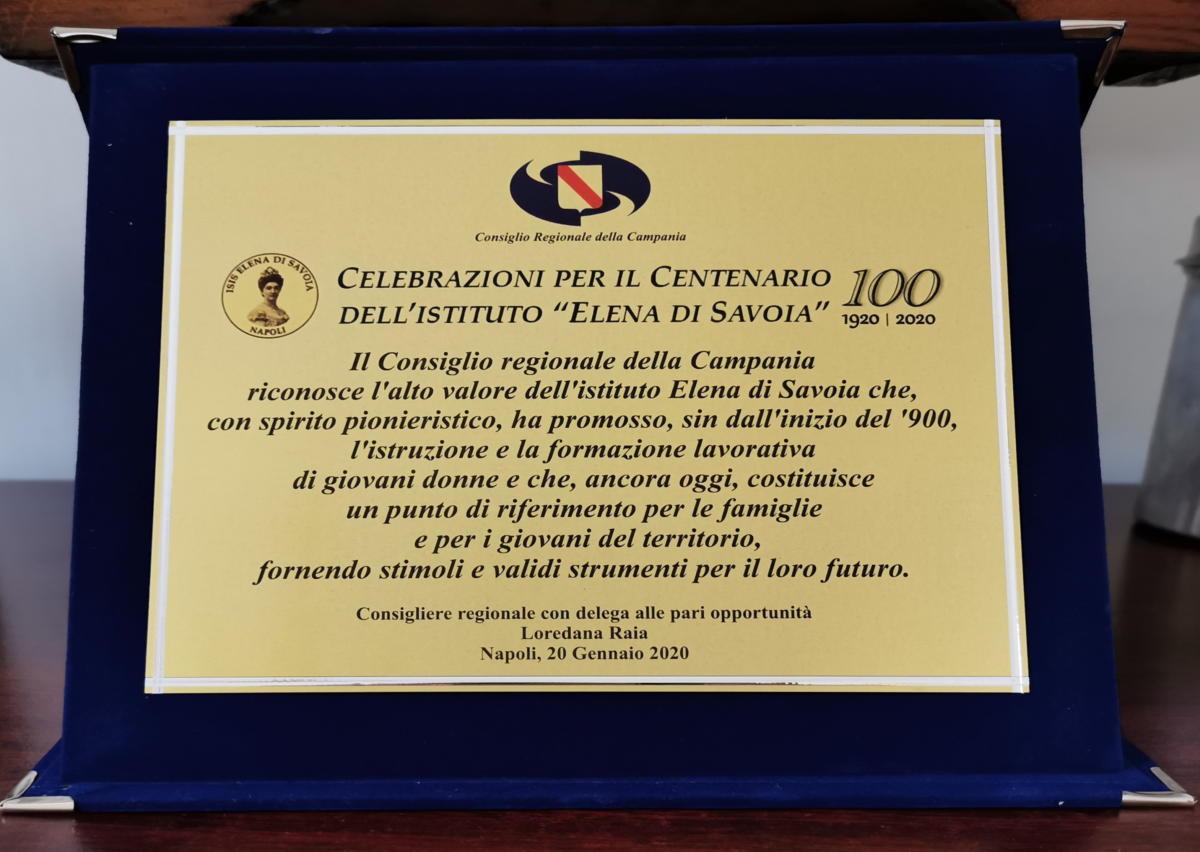 Consiglio Regionale della Campania
ISIS ELENA DI SAVOIA
NAPOLI
CELEBRAZIONI PER IL CENTENARIO
DELL'ISTITUTO “ELENA DI SAVOIA”
100
1920 | 2020
Il Consiglio regionale della Campania
riconosce l'alto valore dell'istituto Elena di Savoia che,
con spirito pionieristico, ha promosso, sin dall'inizio del '900,
l'istruzione e la formazione lavorativa
di giovani donne e che, ancora oggi, costituisce
un punto di riferimento per le famiglie
e per i giovani del territorio,
fornendo stimoli e validi strumenti per il loro futuro.
Consigliere regionale con delega alle pari opportunità
Loredana Raia
Napoli, 20 Gennaio 2020